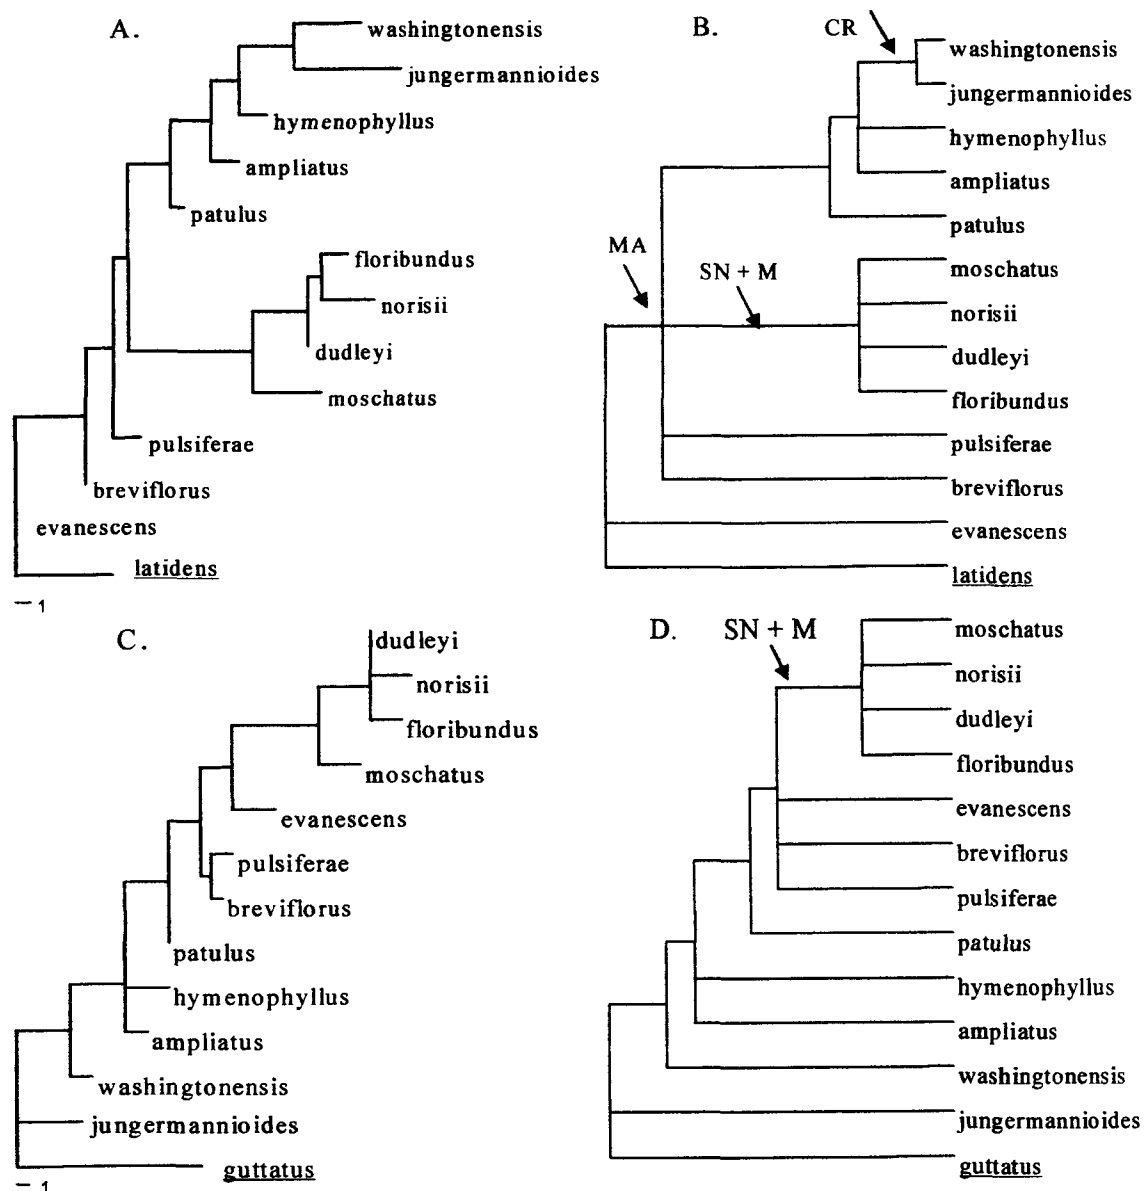 A.
washingtonensis
jungermannioides
hymenophyllus
ampliatus
patulus
floribundus
norisii
dudleyi
moschatus
pulsiferae
breviflorus
evanescens
latidens
1
B.
CR
washingtonensis
jungermannioides
hymenophyllus
ampliatus
patulus
MA
SN + M
moschatus
norisii
dudleyi
floribundus
pulsiferae
breviflorus
evanescens
latidens
C.
dudleyi
norisii
floribundus
moschatus
evanescens
pulsiferae
breviflorus
patulus
hymenophyllus
ampliatus
washingtonensis
jungermannioides
guttatus
1
D.
SN + M
moschatus
norisii
dudleyi
floribundus
evanescens
breviflorus
pulsiferae
patulus
hymenophyllus
ampliatus
washingtonensis
jungermannioides
guttatus